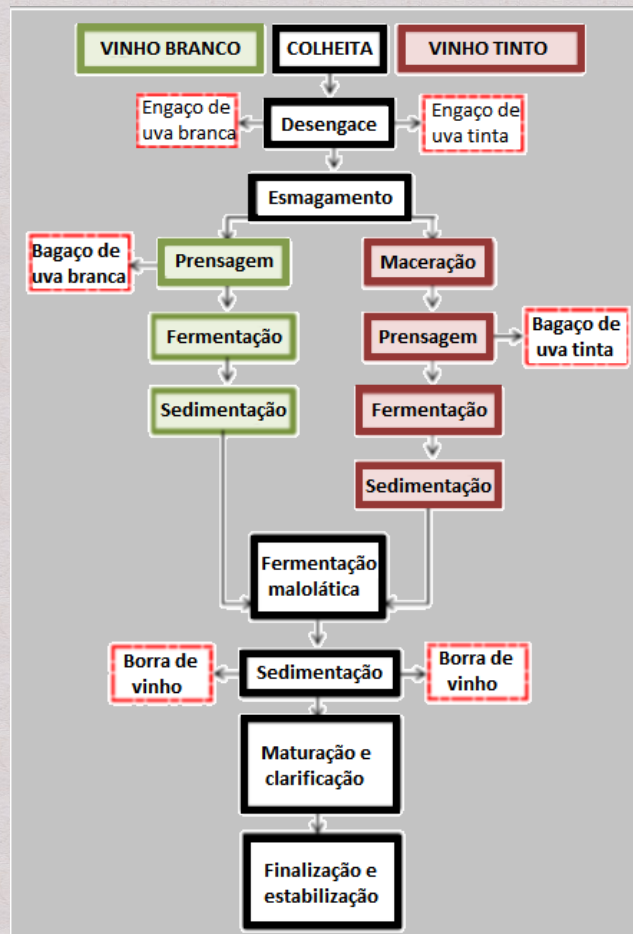 VINHO BRANCO
COLHEITA
VINHO TINTO
Engaço de
uva branca
Desengace
Engaço de
uva tinta
Esmagamento
Bagaço de
uva branca
Prensagem
Maceração
Fermentação
Prensagem
Bagaço de
uva tinta
Sedimentação
Fermentação
Sedimentação
Fermentação
malolática
Borra de
vinho
Sedimentação
Borra de
vinho
Maturação e
clarificação
Finalização e
estabilização